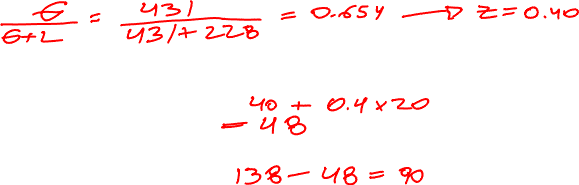 G / G+L = 431 / 431+228 = 0.654 → z = 0.40
40 + 0.4 x 20
= 48
138 - 48 = 90